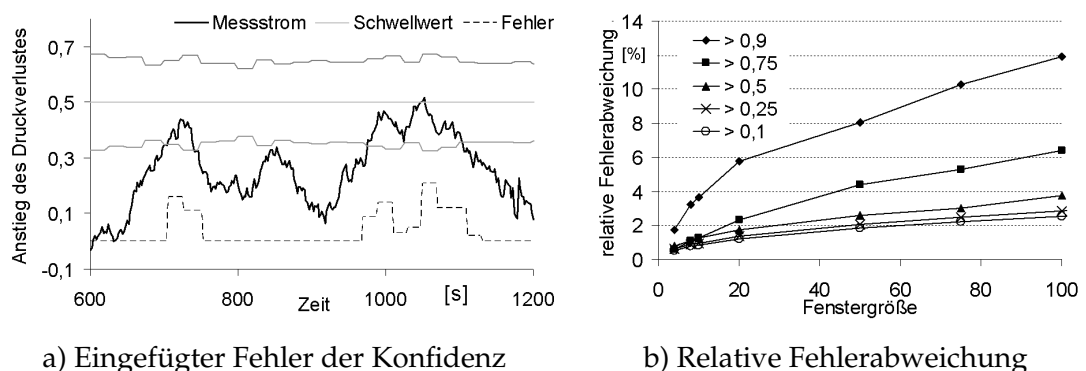 Messstrom Schwellwert Fehler
Anstieg des Druckverlustes
0,7
0,5
0,3
0,1
-0,1
600 800 1000 1200
Zeit [s]
a) Eingefügter Fehler der Konfidenz
relative Fehlerabweichung
[%]
14
12
10
8
6
4
2
0
> 0,9
> 0,75
> 0,5
> 0,25
> 0,1
0 20 40 60 80 100
Fenstergröße
b) Relative Fehlerabweichung